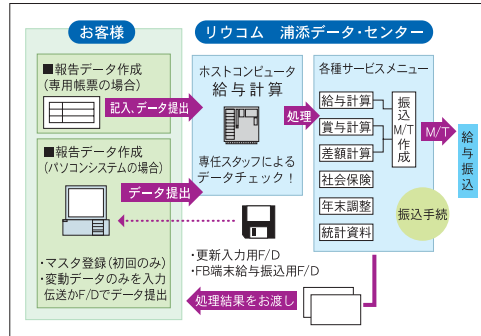 お客様
リウコム 浦添データ・センター
■報告データ作成
(専用帳票の場合)
記入、データ提出
■報告データ作成
(パソコンシステムの場合)
データ提出
・マスタ登録(初回のみ)
・変動データのみを入力
伝送かF/Dでデータ提出
ホストコンピュータ
給与計算
専任スタッフによる
データチェック!
処理
・更新入力用F/D
・FB端末給与振込用F/D
処理結果をお渡し
各種サービスメニュー
給与計算
賞与計算
差額計算
社会保険
年末調整
統計資料
振込M/T作成
M/T
給与振込
振込手続